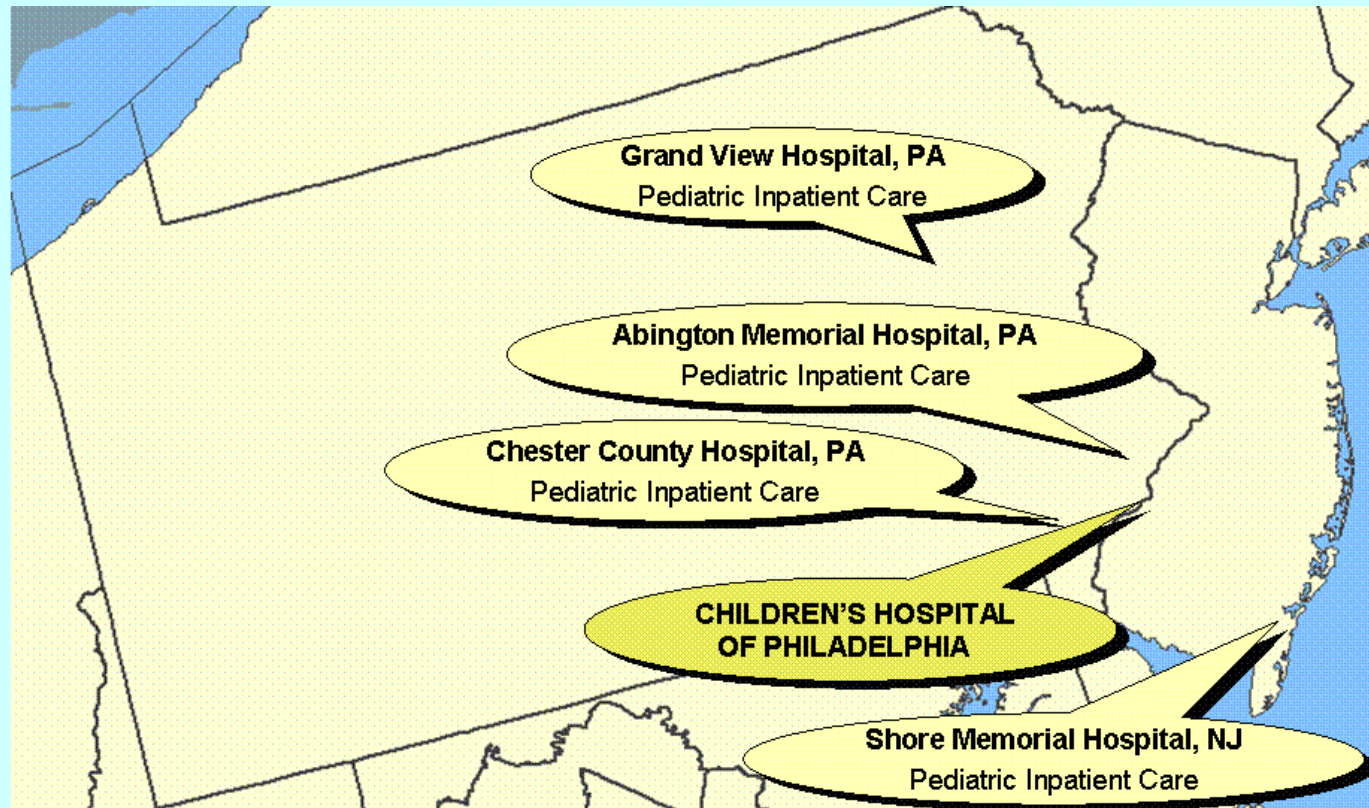 Grand View Hospital, PA
Pediatric Inpatient Care
Abington Memorial Hospital, PA
Pediatric Inpatient Care
Chester County Hospital, PA
Pediatric Inpatient Care
CHILDREN’S HOSPITAL
OF PHILADELPHIA
Shore Memorial Hospital, NJ
Pediatric Inpatient Care